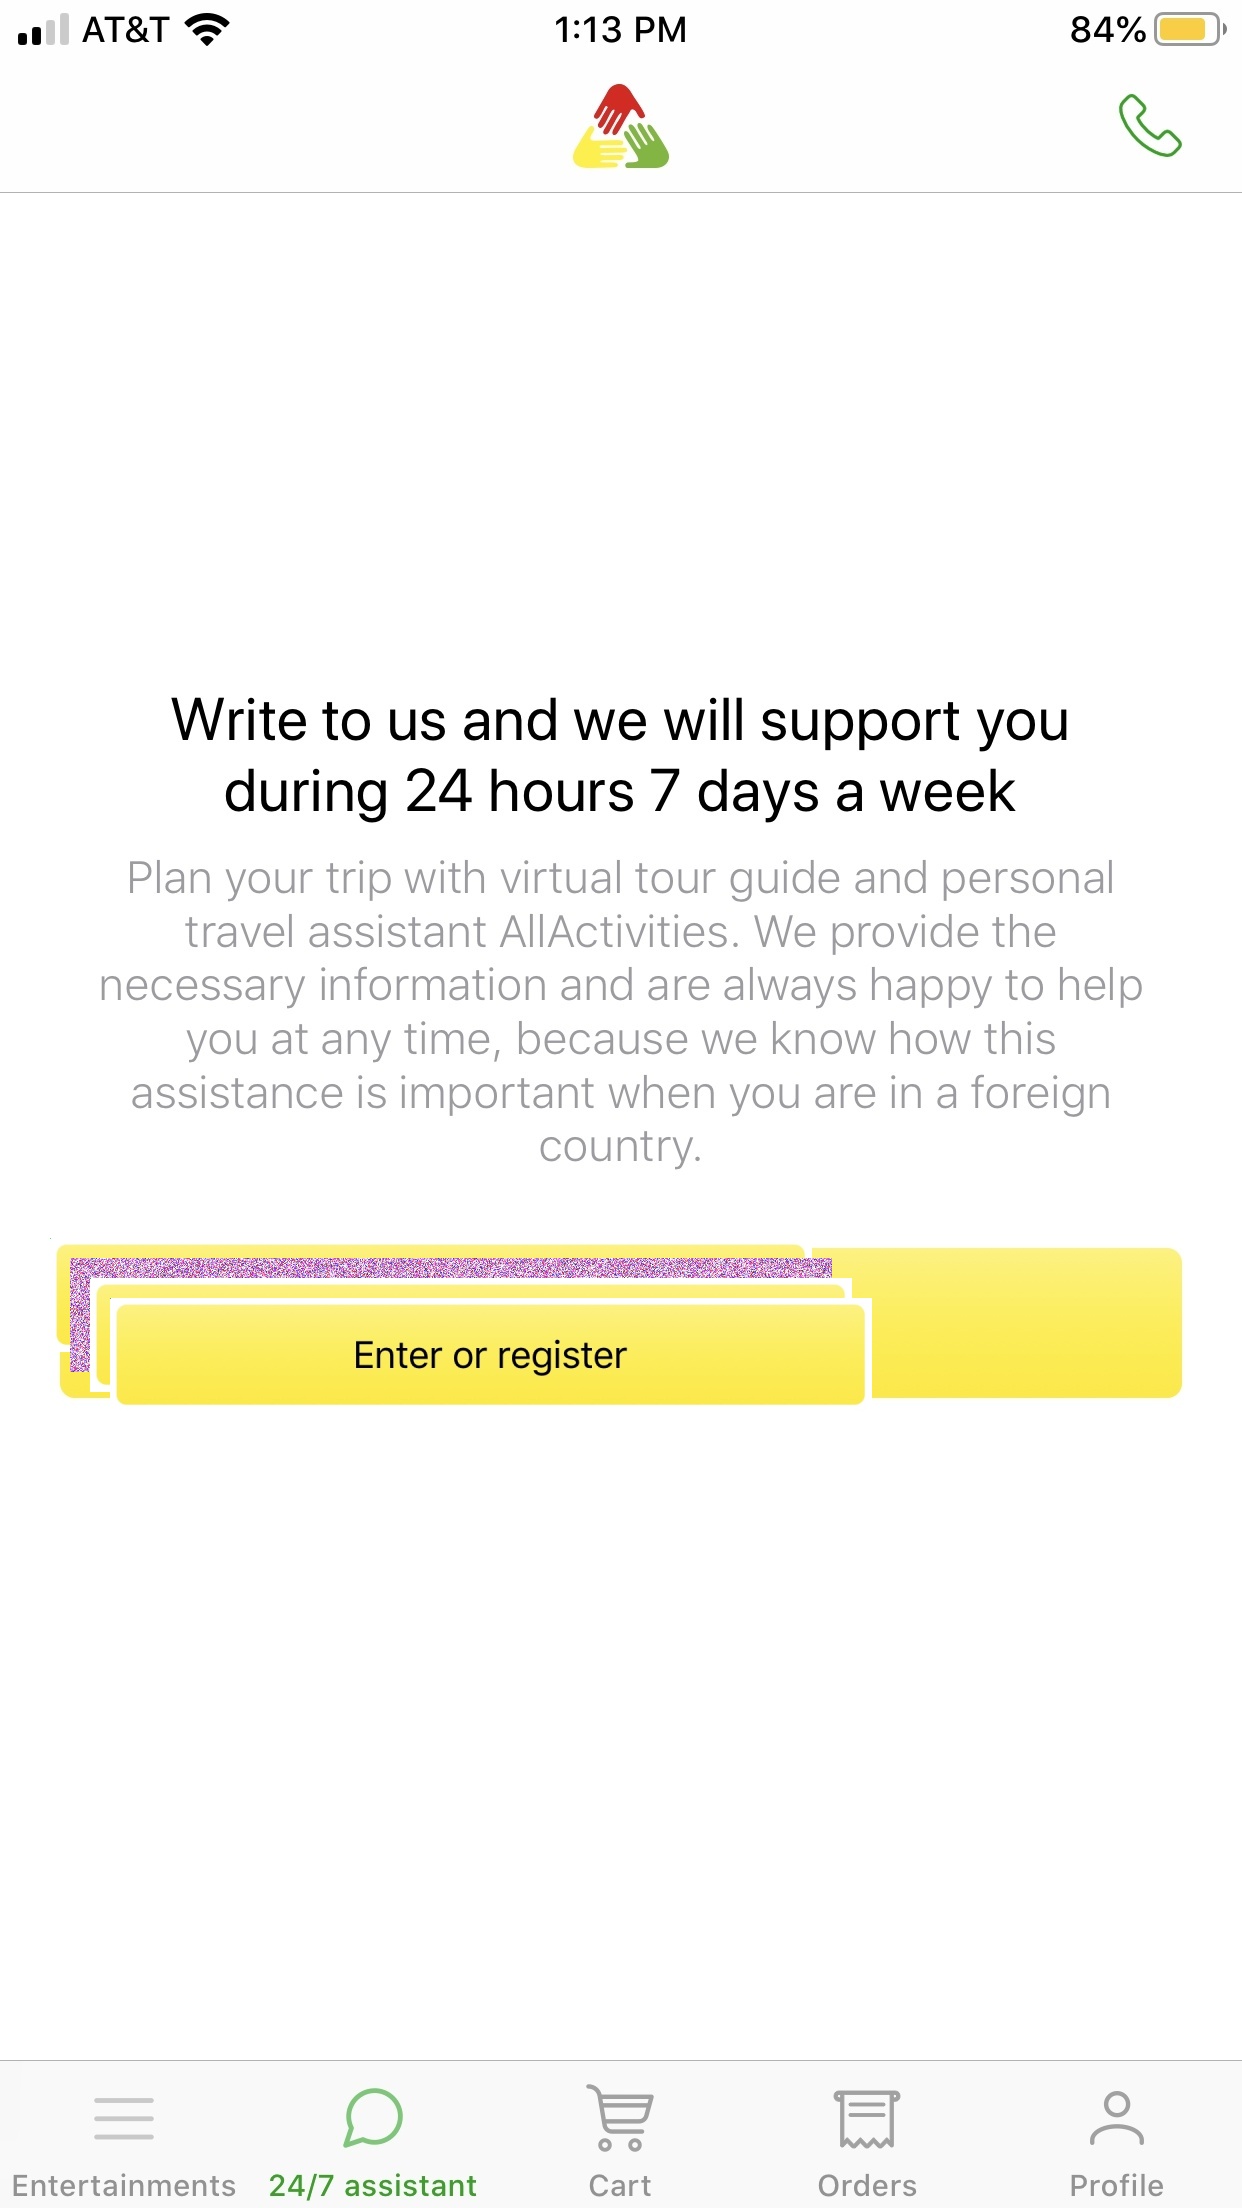 AT&T 1:13 PM 84%
Write to us and we will support you
during 24 hours 7 days a week
Plan your trip with virtual tour guide and personal
travel assistant AllActivities. We provide the
necessary information and are always happy to help
you at any time, because we know how this
assistance is important when you are in a foreign
country.
Enter or register
Entertainments 24/7 assistant Cart Orders Profile